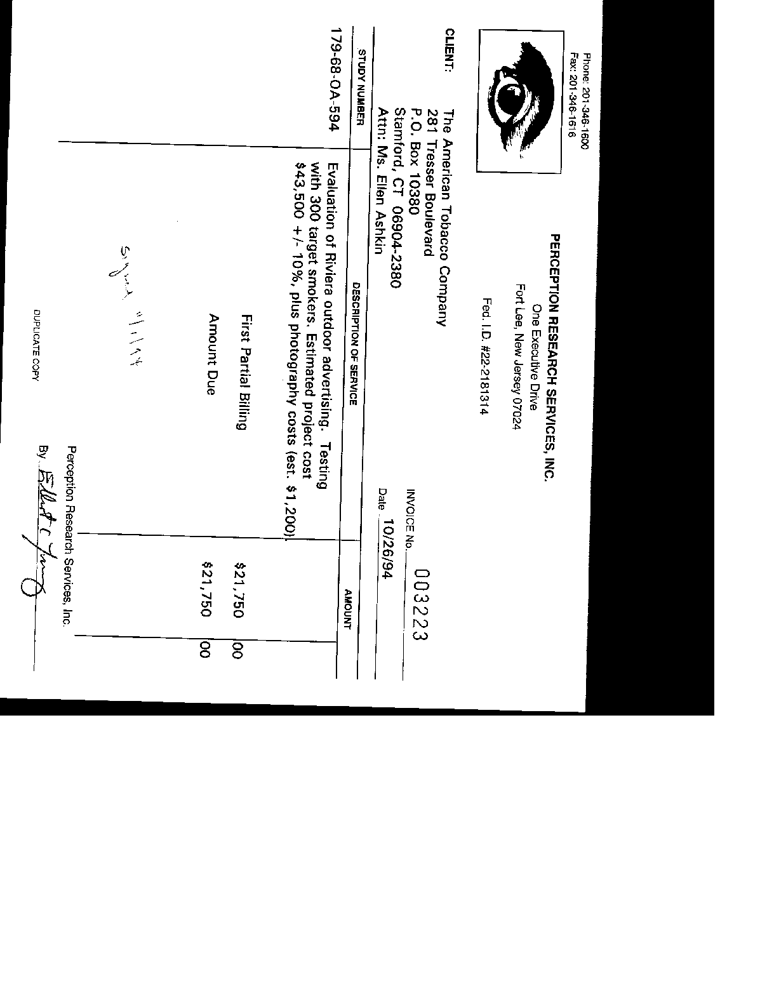 Phone: 201-346-1600
Fax: 201-346-1616
PERCEPTION RESEARCH SERVICES, INC.
One Executive Drive
Fort Lee, New Jersey 07024
Fed. I.D. #22-2181314
CLIENT: The American Tobacco Company
281 Tresser Boulevard
P.O. Box 10380
Stamford, CT 06904-2380
Attn: Ms. Ellen Ashkin
INVOICE No. 003223
Date 10/26/94
STUDY NUMBER DESCRIPTION OF SERVICE AMOUNT
179-68-OA-594 Evaluation of Riviera outdoor advertising. Testing
with 300 target smokers. Estimated project cost
$43,500 +/- 10%, plus photography costs (est. $1,200).
First Partial Billing $21,750 00
Amount Due $21,750 00
signed 11/1/94
Perception Research Services, Inc.
By
DUPLICATE COPY